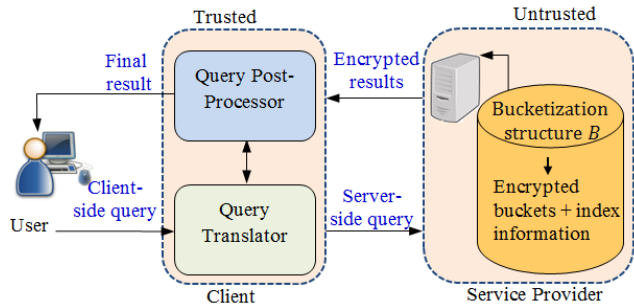 Trusted
Untrusted
Final
result
Query Post-
Processor
Encrypted
results
Bucketization
structure B
Encrypted
buckets + index
information
Client-
side query
User
Query
Translator
Server-
side query
Client
Service Provider